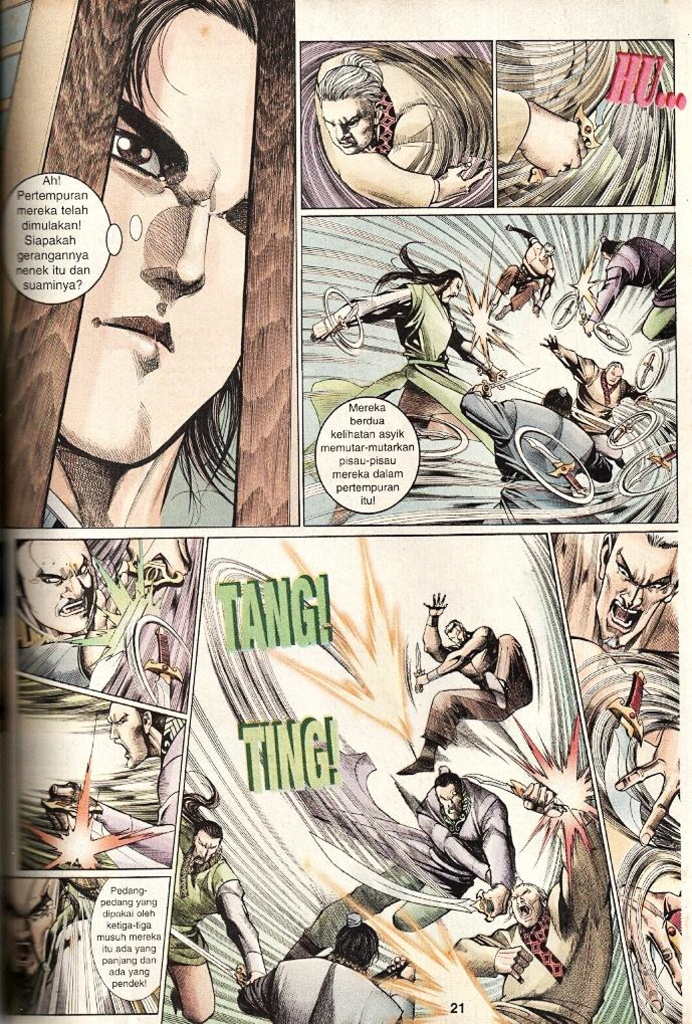 Ah!
Pertempuran
mereka telah
dimulakan!
Siapakah
gerangannya
nenek itu dan
suaminya?
HU...
Mereka
berdua
kelihatan asyik
memutar-mutarkan
pisau-pisau
mereka dalam
pertempuran
itu!
TANG!
TING!
Pedang-
pedang yang
dipakai oleh
ketiga-tiga
musuh mereka
itu ada yang
panjang dan
ada yang
pendek!
21